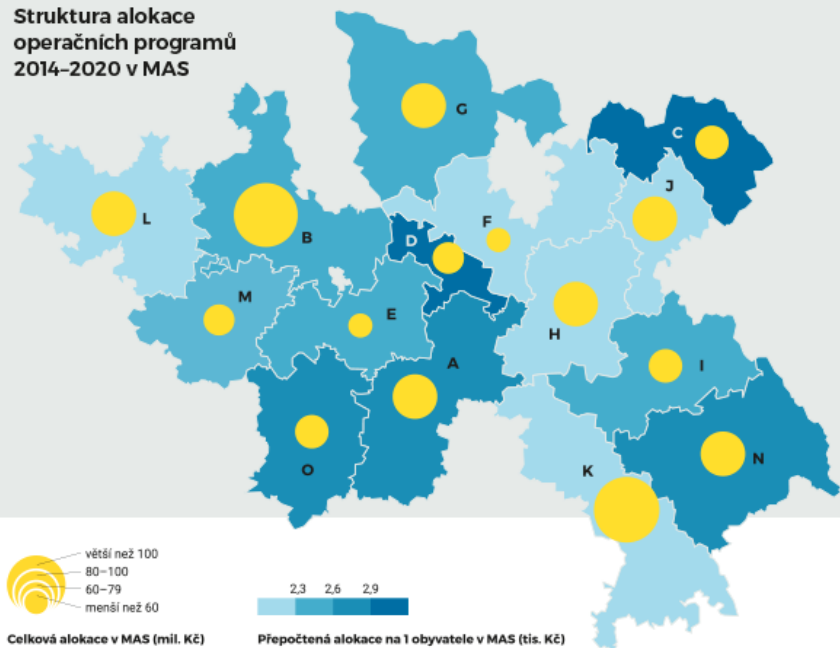 Struktura alokace
operačních programů
2014–2020 v MAS
G
C
J
L
B
D
F
M
E
H
A
I
O
K
N
větší než 100
80–100
60–79
menší než 60
Celková alokace v MAS (mil. Kč)
2,3 2,6 2,9
Přepočtená alokace na 1 obyvatele v MAS (tis. Kč)